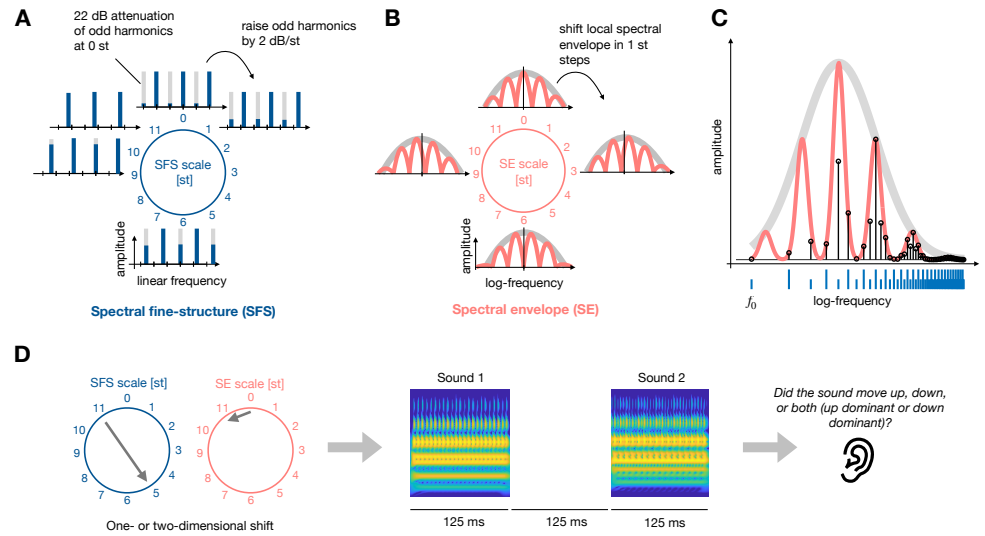 A
22 dB attenuation
of odd harmonics
at 0 st
raise odd harmonics
by 2 dB/st
0
1
2
3
4
5
6
7
8
9
10
11
SFS scale
[st]
amplitude
linear frequency
Spectral fine-structure (SFS)
B
shift local spectral
envelope in 1 st
steps
0
1
2
3
4
5
6
7
8
9
10
11
SE scale
[st]
amplitude
log-frequency
Spectral envelope (SE)
C
amplitude
f0
log-frequency
D
SFS scale [st]
0
1
2
3
4
5
6
7
8
9
10
11
SE scale [st]
0
1
2
3
4
5
6
7
8
9
10
11
One- or two-dimensional shift
Sound 1
Sound 2
125 ms
125 ms
125 ms
Did the sound move up, down,
or both (up dominant or down
dominant)?